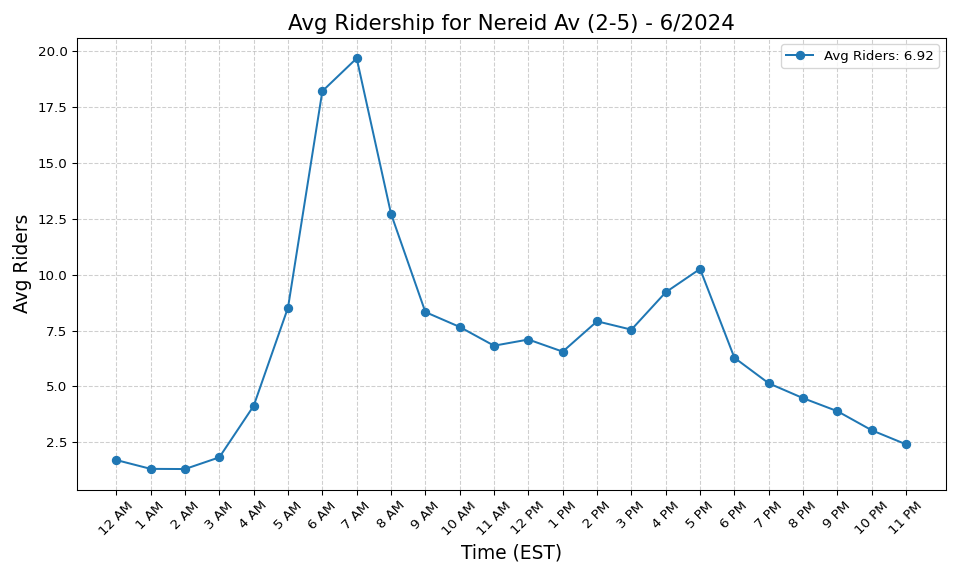 Avg Ridership for Nereid Av (2-5) - 6/2024
Avg Riders: 6.92
Avg Riders
20.0
17.5
15.0
12.5
10.0
7.5
5.0
2.5
12 AM
1 AM
2 AM
3 AM
4 AM
5 AM
6 AM
7 AM
8 AM
9 AM
10 AM
11 AM
12 PM
1 PM
2 PM
3 PM
4 PM
5 PM
6 PM
7 PM
8 PM
9 PM
10 PM
11 PM
Time (EST)